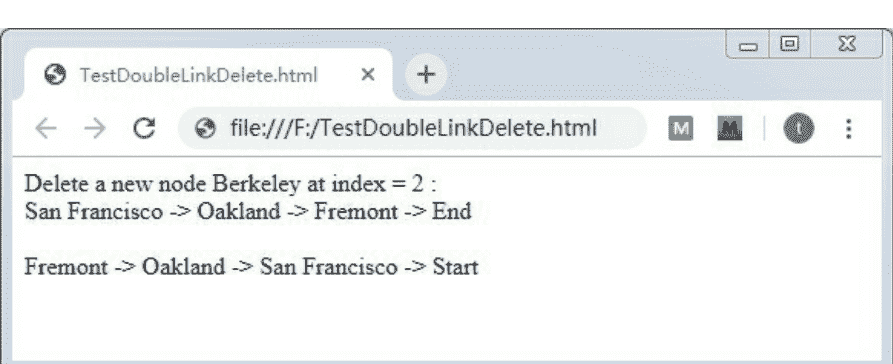 TestDoubleLinkDelete.html
file:///F:/TestDoubleLinkDelete.html
M
t
Delete a new node Berkeley at index = 2 :
San Francisco -> Oakland -> Fremont -> End
Fremont -> Oakland -> San Francisco -> Start